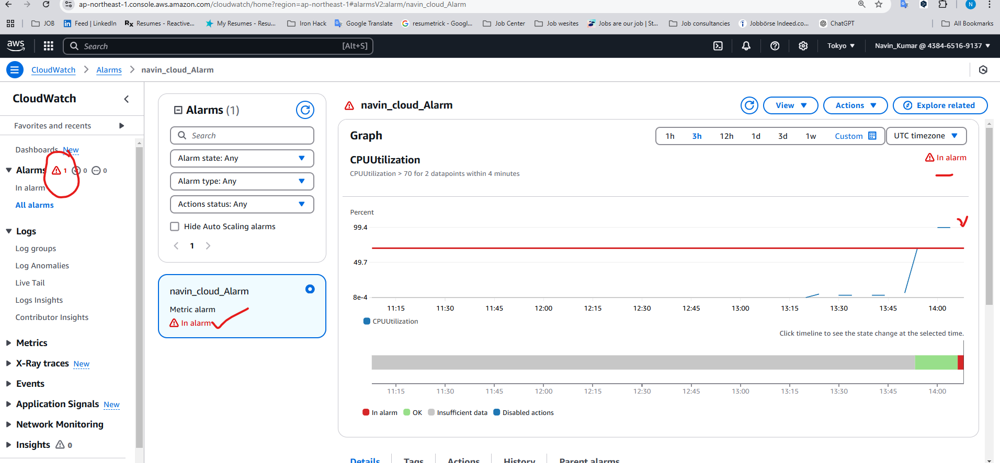 ap-northeast-1.console.aws.amazon.com/cloudwatch/home?region=ap-northeast-1#alarmsV2:alarm/navin_cloud_Alarm
N
JOB
Feed | LinkedIn
Rx Resumes - Reactive...
My Resumes - Resu...
Iron Hack
Google Translate
resumetrick - Googl...
Job Center
Job wesites
Jobs are our job | St...
Job consultancies
Jobbörse Indeed.co...
ChatGPT
All Bookmarks
aws
Search
[Alt+S]
Tokyo
Navin_Kumar @ 4384-6516-9137
CloudWatch
Alarms
navin_cloud_Alarm
CloudWatch
Favorites and recents
Dashboards New
Alarms 1 0 0
In alarm
All alarms
Logs
Log groups
Log Anomalies
Live Tail
Logs Insights
Contributor Insights
Metrics
X-Ray traces New
Events
Application Signals New
Network Monitoring
Insights 0
Alarms (1)
Search
Alarm state: Any
Alarm type: Any
Actions status: Any
Hide Auto Scaling alarms
1
navin_cloud_Alarm
Metric alarm
In alarm
navin_cloud_Alarm
View
Actions
Explore related
Graph
1h 3h 12h 1d 3d 1w Custom
UTC timezone
CPUUtilization
In alarm
CPUUtilization > 70 for 2 datapoints within 4 minutes
Percent
99.4
49.7
8e-4
11:15 11:30 11:45 12:00 12:15 12:30 12:45 13:00 13:15 13:30 13:45 14:00
CPUUtilization
Click timeline to see the state change at the selected time.
11:15 11:30 11:45 12:00 12:15 12:30 12:45 13:00 13:15 13:30 13:45 14:00
In alarm OK Insufficient data Disabled actions
Details Tags Actions History Parent alarms